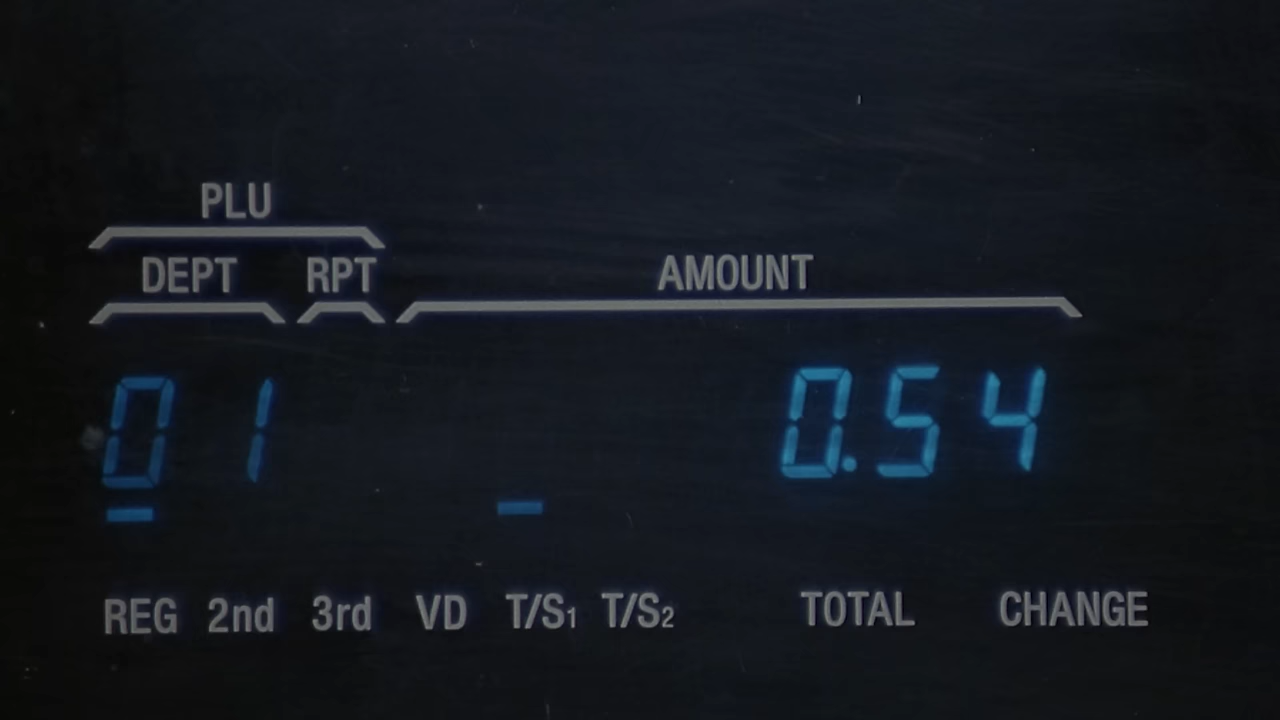 PLU
DEPT RPT AMOUNT
01 0.54
REG 2nd 3rd VD T/S1 T/S2 TOTAL CHANGE